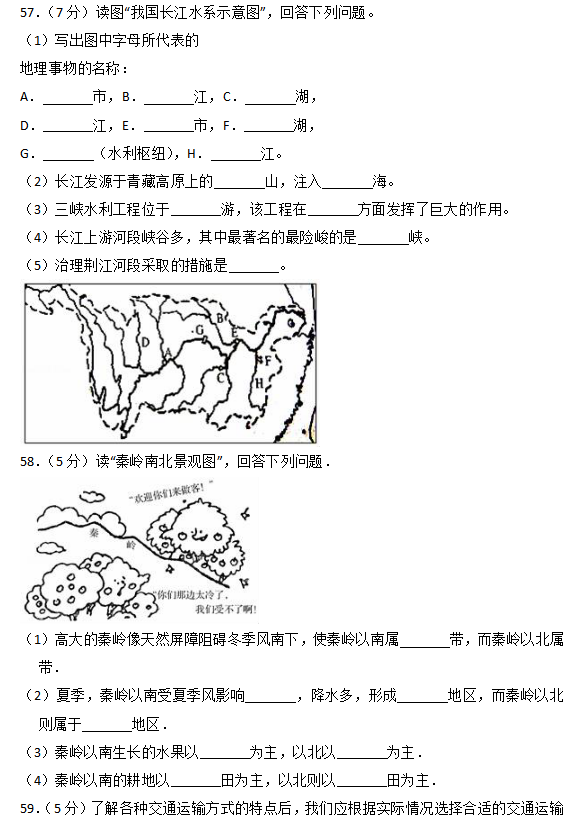 57.（7 分）读图“我国长江水系示意图”，回答下列问题。
（1）写出图中字母所代表的
地理事物的名称：
A．_______市，B．_______江，C．_______湖，
D．_______江，E．_______市，F．_______湖，
G．_______（水利枢纽），H．_______江。
（2）长江发源于青藏高原上的_______山，注入_______海。
（3）三峡水利工程位于_______游，该工程在_______方面发挥了巨大的作用。
（4）长江上游河段峡谷多，其中最著名的最险峻的是_______峡。
（5）治理荆江河段采取的措施是_______。
B
G
E
D
A
F
C
H
58.（5 分）读“秦岭南北景观图”，回答下列问题．
“欢迎你们来做客！”
秦
岭
“你们那边太冷了，
我们受不了啊！
（1）高大的秦岭像天然屏障阻碍冬季风南下，使秦岭以南属_______带，而秦岭以北属
带．
（2）夏季，秦岭以南受夏季风影响_______，降水多，形成_______地区，而秦岭以北
则属于_______地区．
（3）秦岭以南生长的水果以_______为主，以北以_______为主．
（4）秦岭以南的耕地以_______田为主，以北则以_______田为主．
59.（5 分）了解各种交通运输方式的特点后，我们应根据实际情况选择合适的交通运输